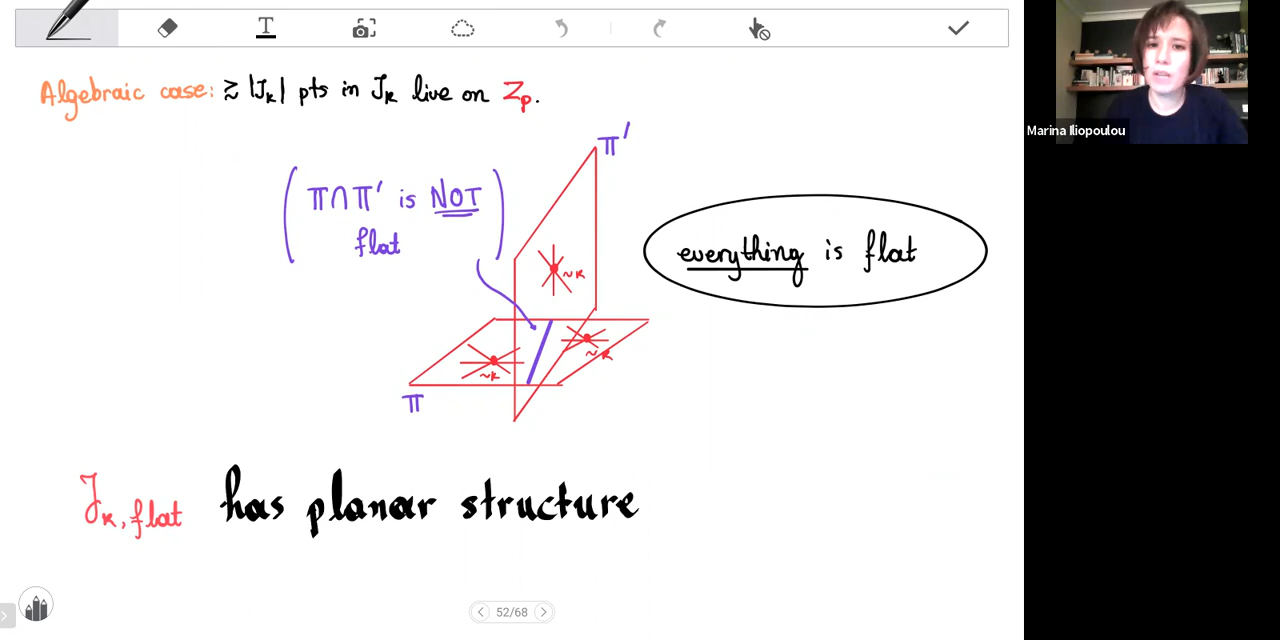 Algebraic case: ≳ |J_k| pts in J_k live on Z_p.
π'
( π∩π' is NOT
flat )
everything is flat
~k
~k
~k
π
J_k, flat has planar structure
52/68
Marina Iliopoulou
T